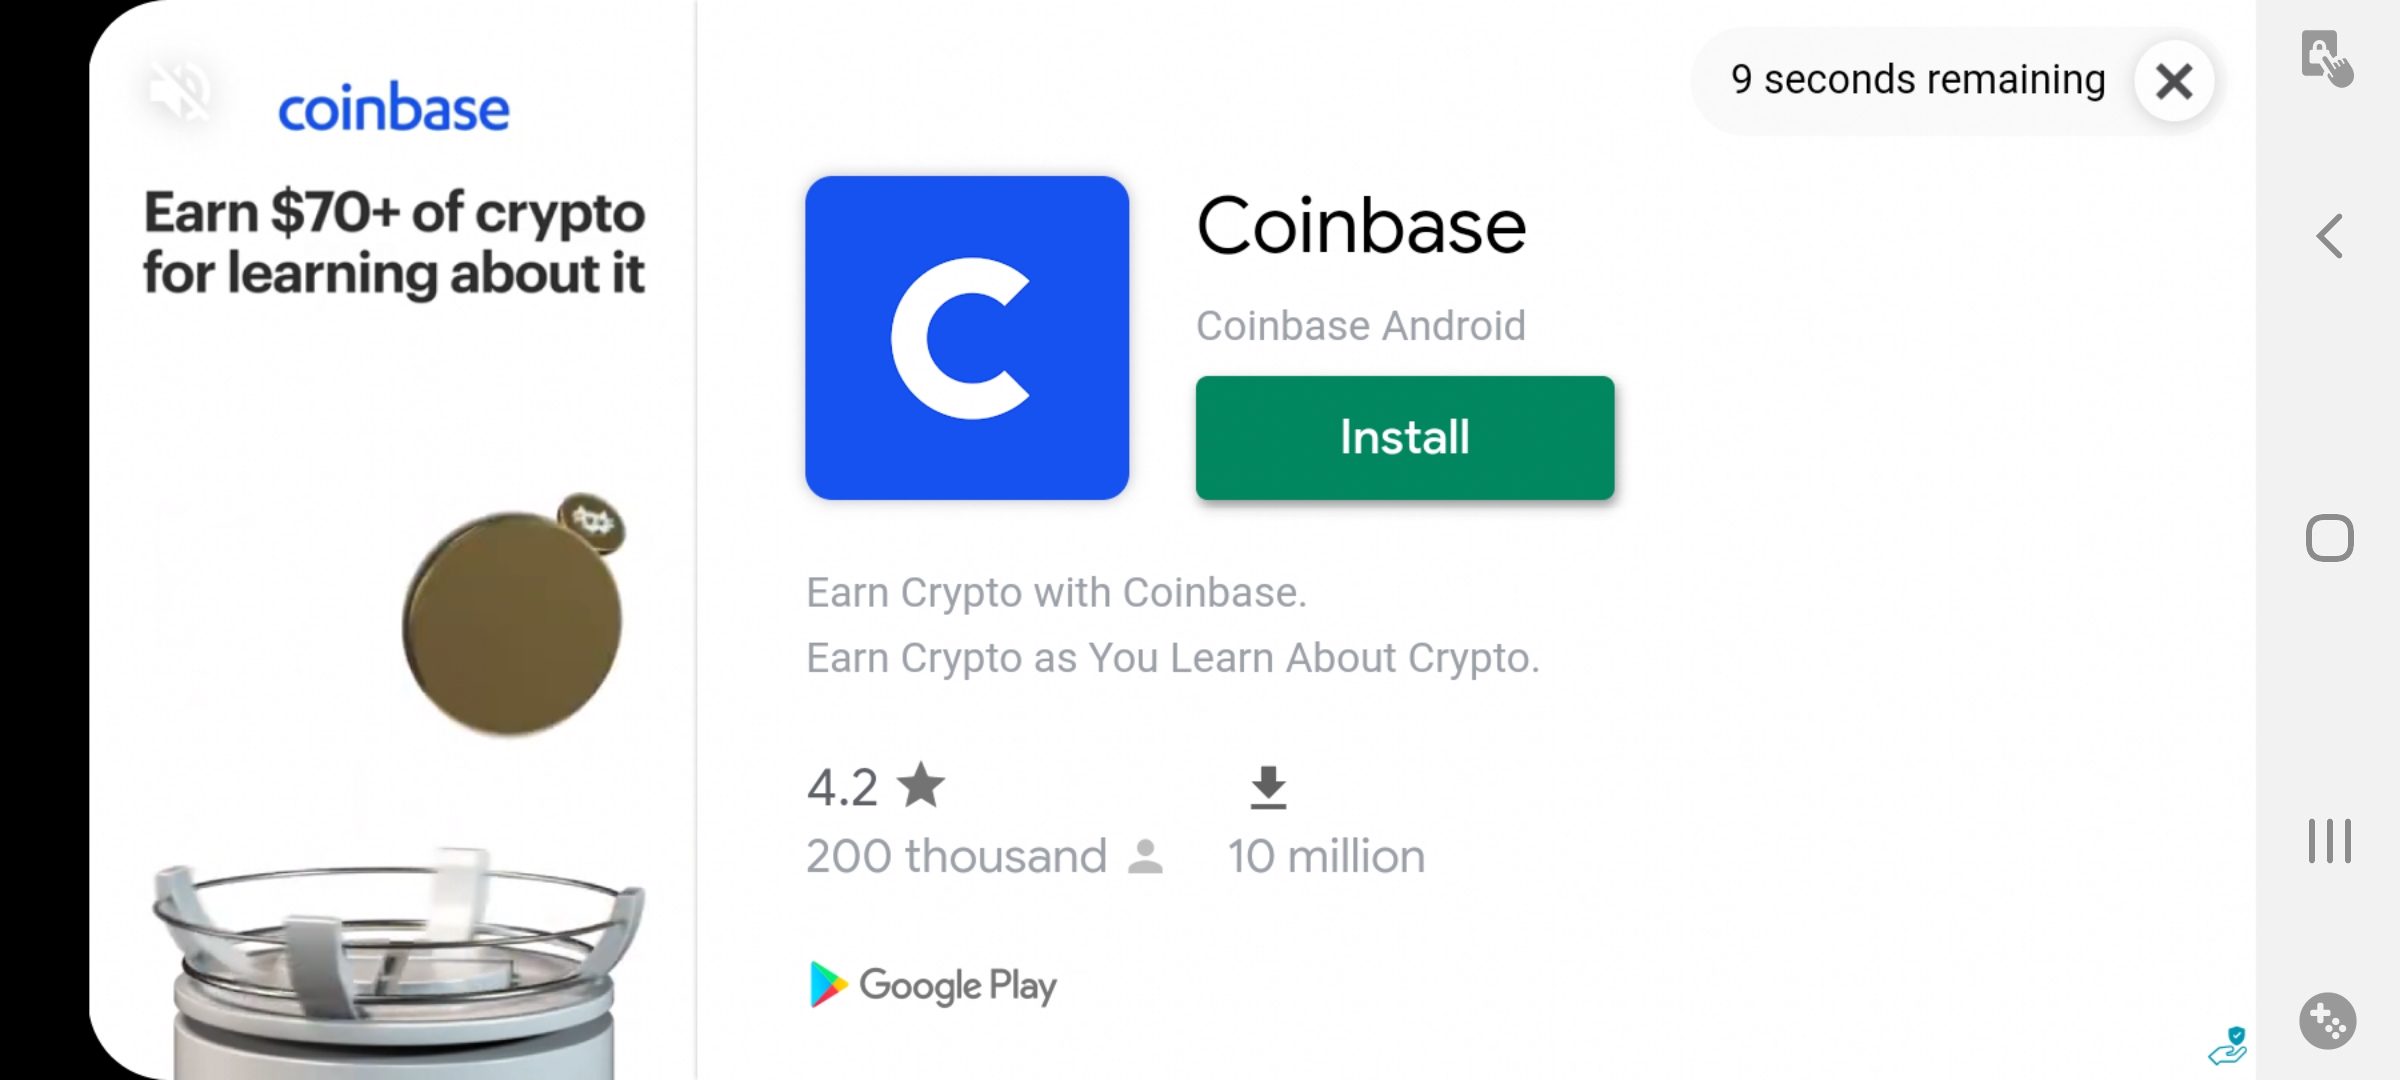 coinbase
Earn $70+ of crypto
for learning about it
9 seconds remaining
Coinbase
Coinbase Android
Install
Earn Crypto with Coinbase.
Earn Crypto as You Learn About Crypto.
4.2
200 thousand
10 million
Google Play